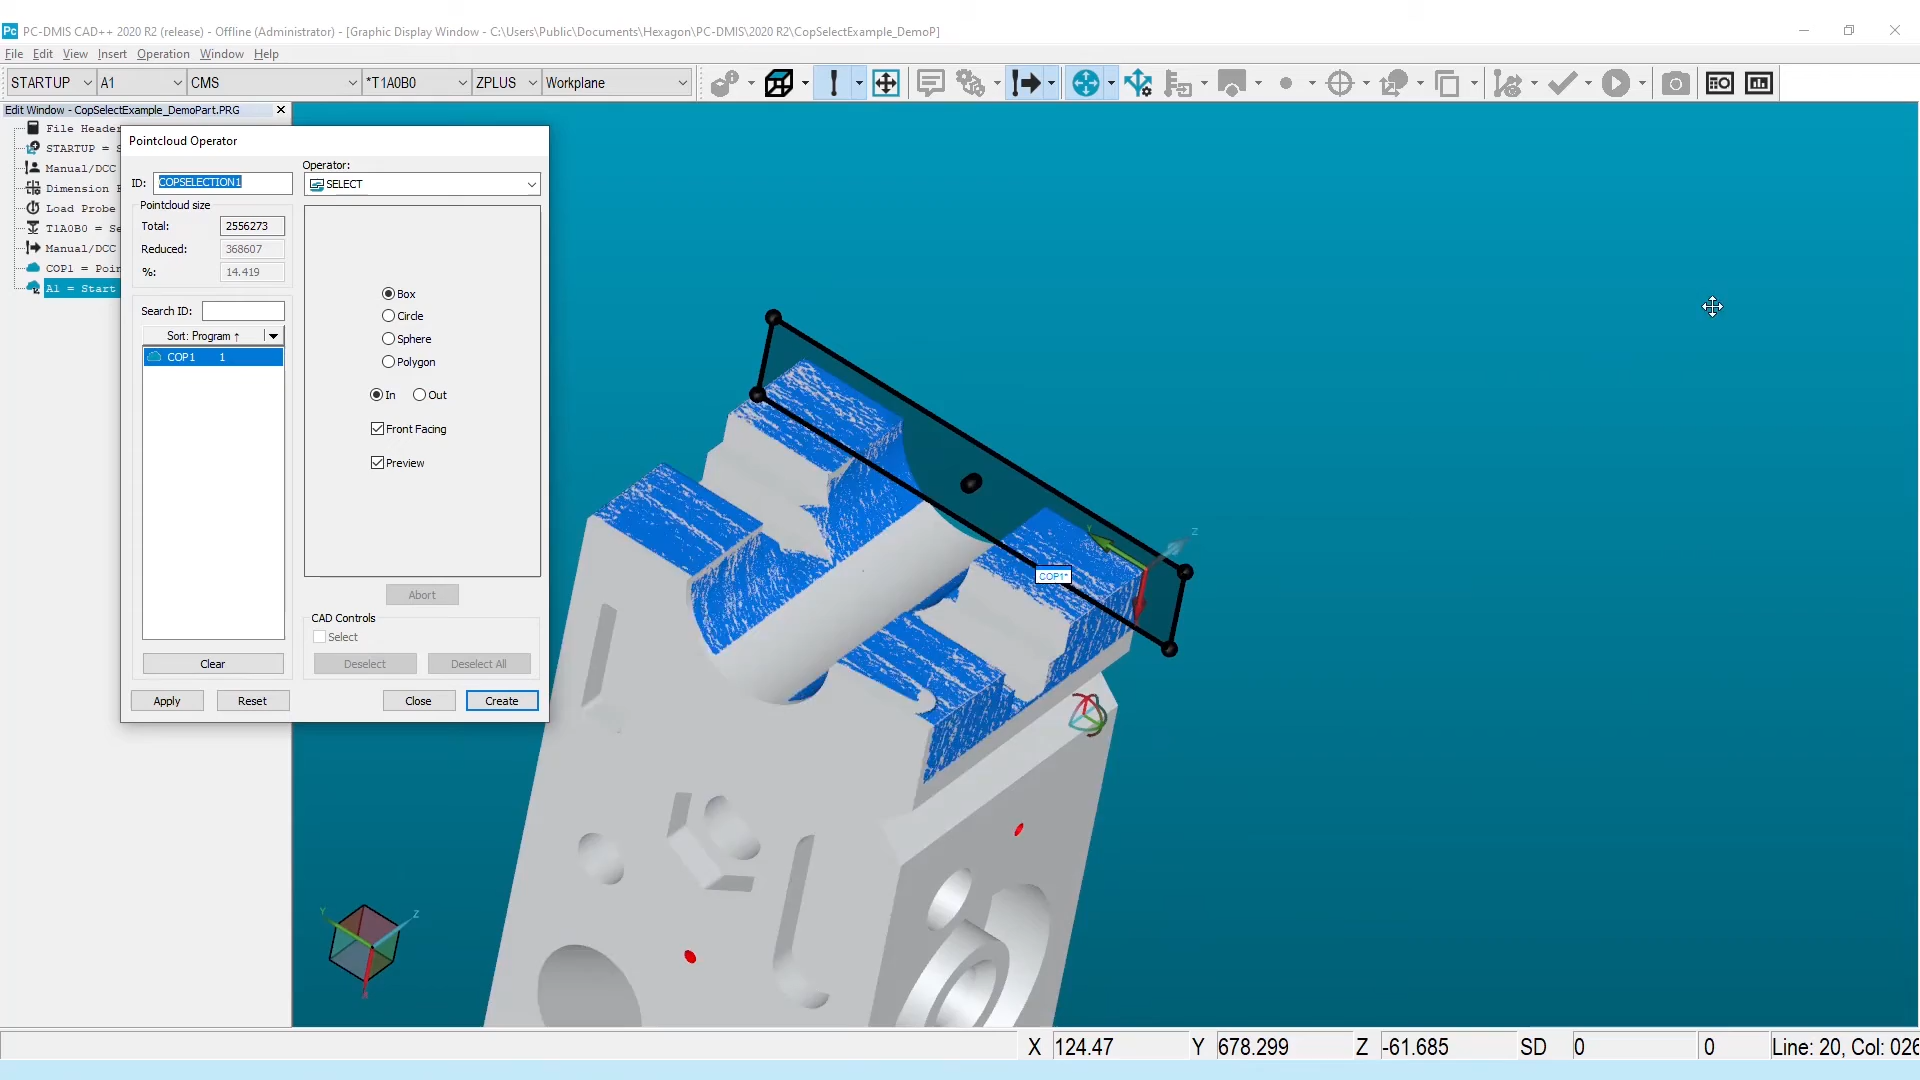 PC-DMIS CAD++ 2020 R2 (release) - Offline (Administrator) - [Graphic Display Window - C:\Users\Public\Documents\Hexagon\PC-DMIS\2020 R2\CopSelectExample_DemoP]
File Edit View Insert Operation Window Help
STARTUP A1 CMS *T1A0B0 ZPLUS Workplane
Edit Window - CopSelectExample_DemoPart.PRG
File Header
STARTUP = S
Manual/DCC
Dimension F
Load Probe
T1A0B0 = Se
Manual/DCC
COP1 = Poin
A1 = Start
Pointcloud Operator
ID: COPSELECTION1
Pointcloud size
Total: 2556273
Reduced: 368607
%: 14.419
Search ID:
Sort: Program ↑
COP1 1
Clear
Apply Reset
Operator:
SELECT
Box
Circle
Sphere
Polygon
In Out
Front Facing
Preview
Abort
CAD Controls
Select
Deselect Deselect All
Close Create
Y Z
COP1*
Y Z
X 124.47 Y 678.299 Z -61.685 SD 0 0 Line: 20, Col: 026